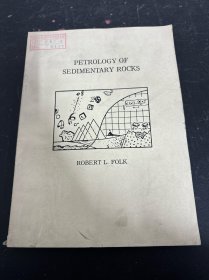 PETROLOGY OF
SEDIMENTARY ROCKS
ROBERT L. FOLK